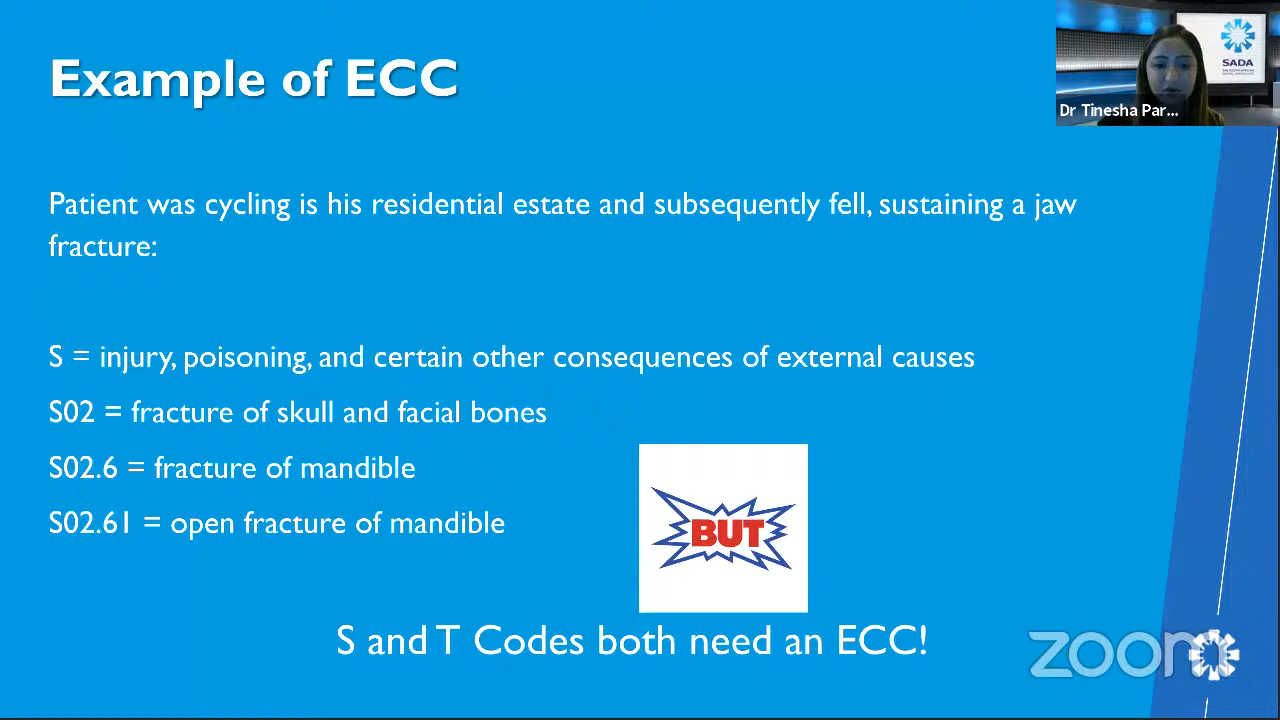 Example of ECC
SADA
Dr Tinesha Par...
Patient was cycling is his residential estate and subsequently fell, sustaining a jaw
fracture:
S = injury, poisoning, and certain other consequences of external causes
S02 = fracture of skull and facial bones
S02.6 = fracture of mandible
S02.61 = open fracture of mandible
BUT
S and T Codes both need an ECC!
zoom